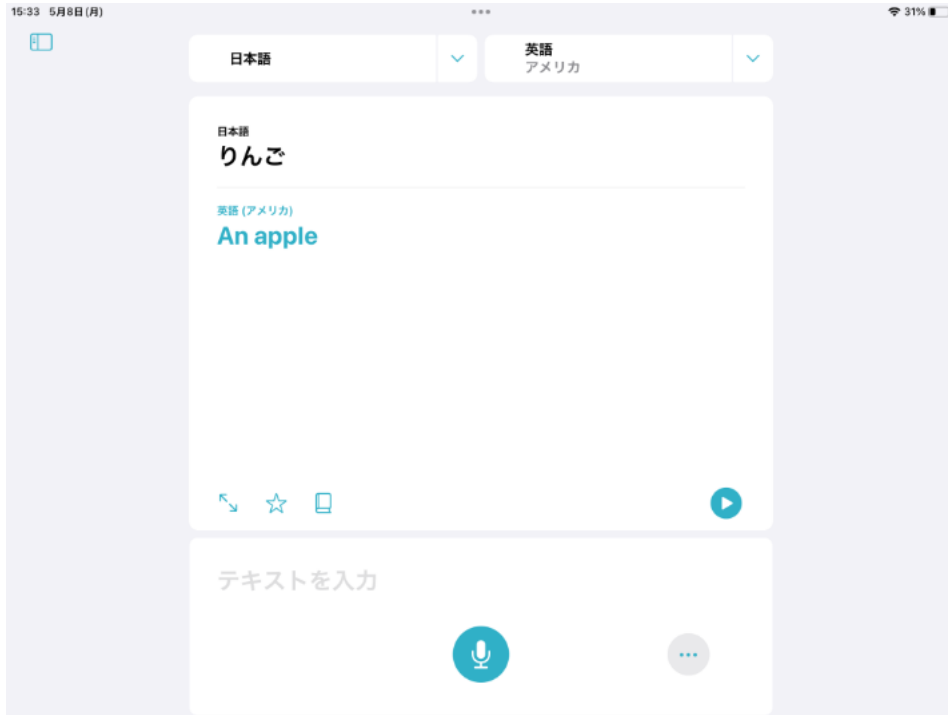 15:33 5月8日(月)
31%
日本語
英語
アメリカ
日本語
りんご
英語 (アメリカ)
An apple
テキストを入力